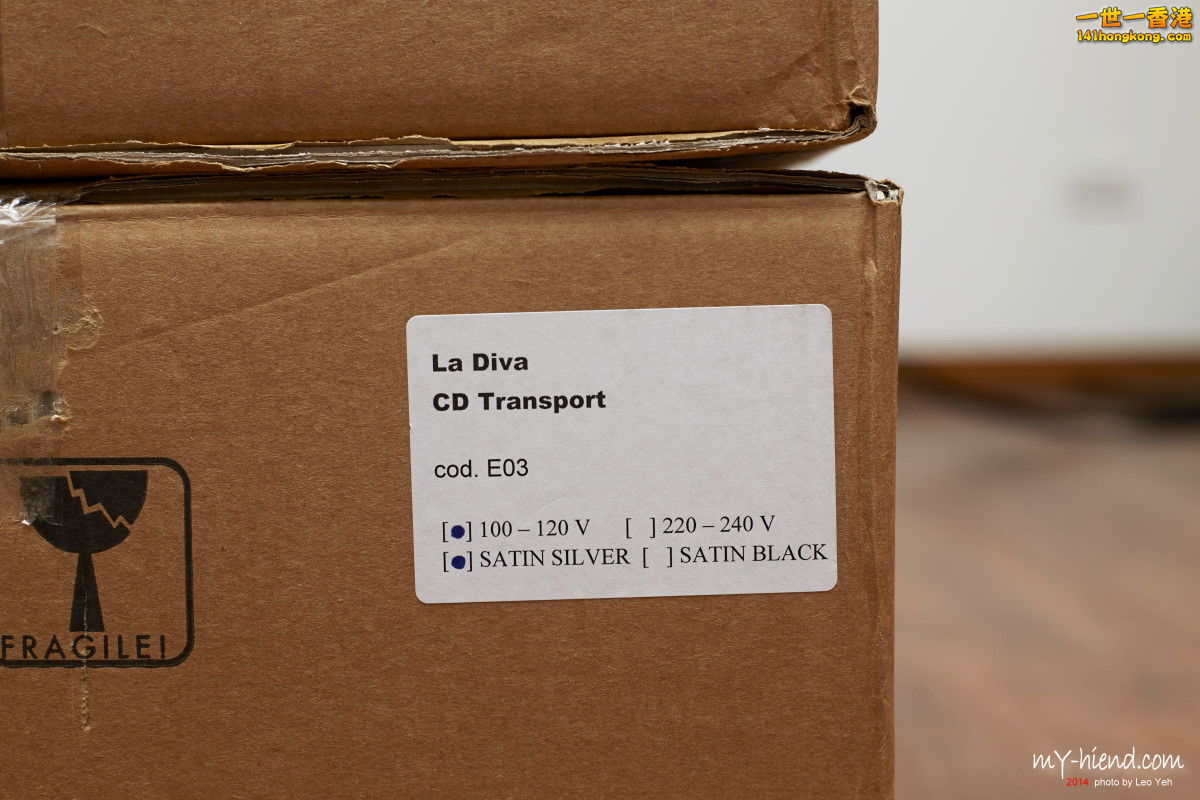 一世一香港
141hongkong.com
La Diva
CD Transport
cod. E03
[●] 100 – 120 V [ ] 220 – 240 V
[●] SATIN SILVER [ ] SATIN BLACK
FRAGILE!
mY-hiend.com
2014 photo by Leo Yeh